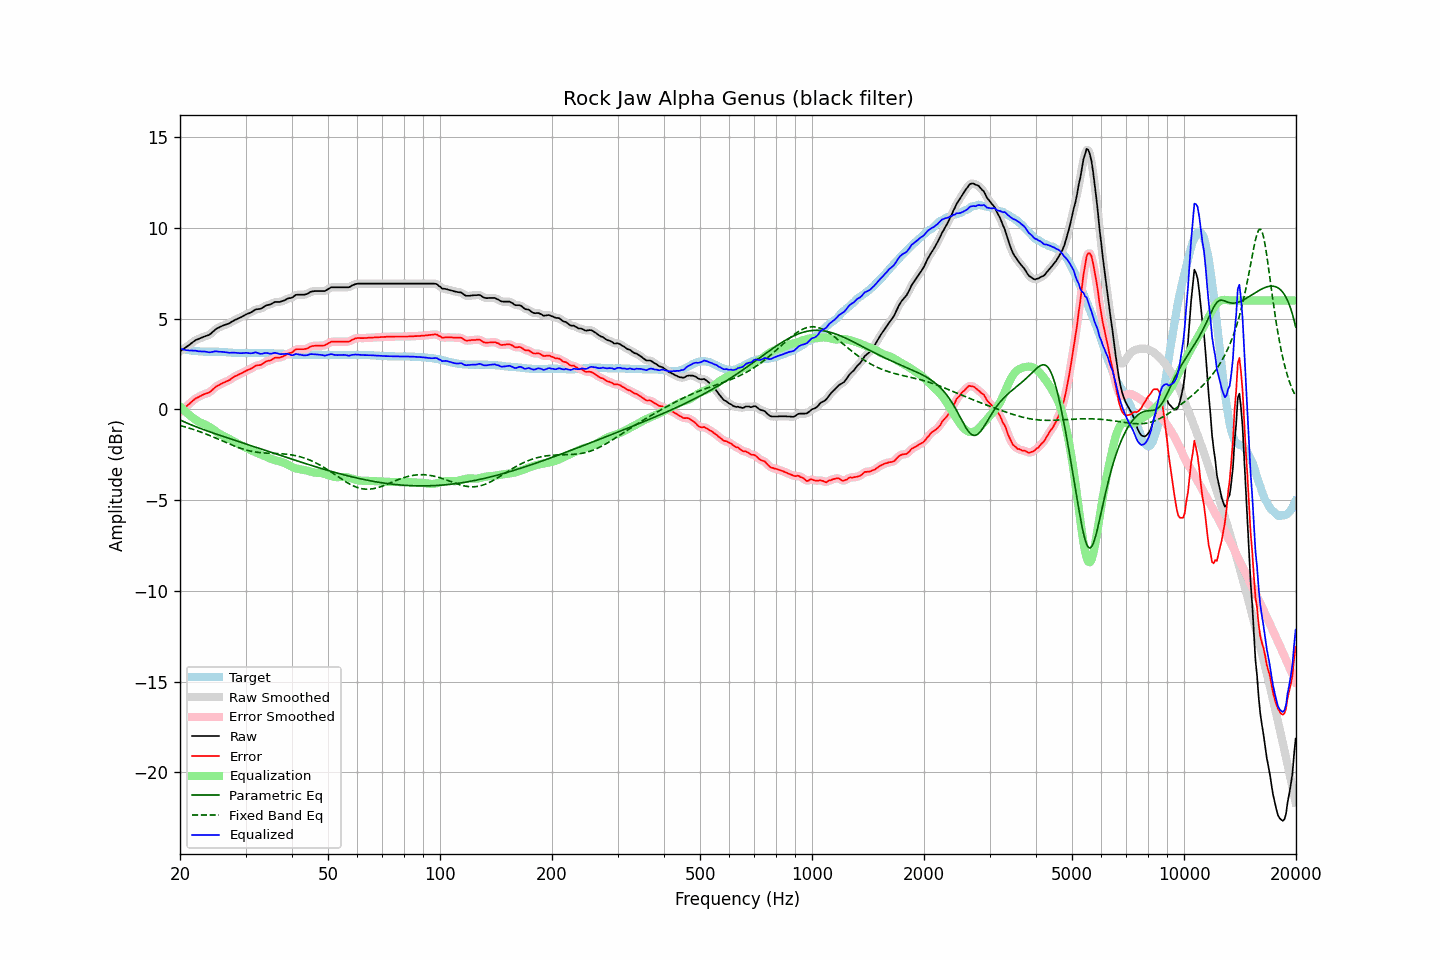 Rock Jaw Alpha Genus (black filter)
15
10
5
0
−5
−10
−15
−20
Amplitude (dBr)
Target
Raw Smoothed
Error Smoothed
Raw
Error
Equalization
Parametric Eq
Fixed Band Eq
Equalized
20 50 100 200 500 1000 2000 5000 10000 20000
Frequency (Hz)